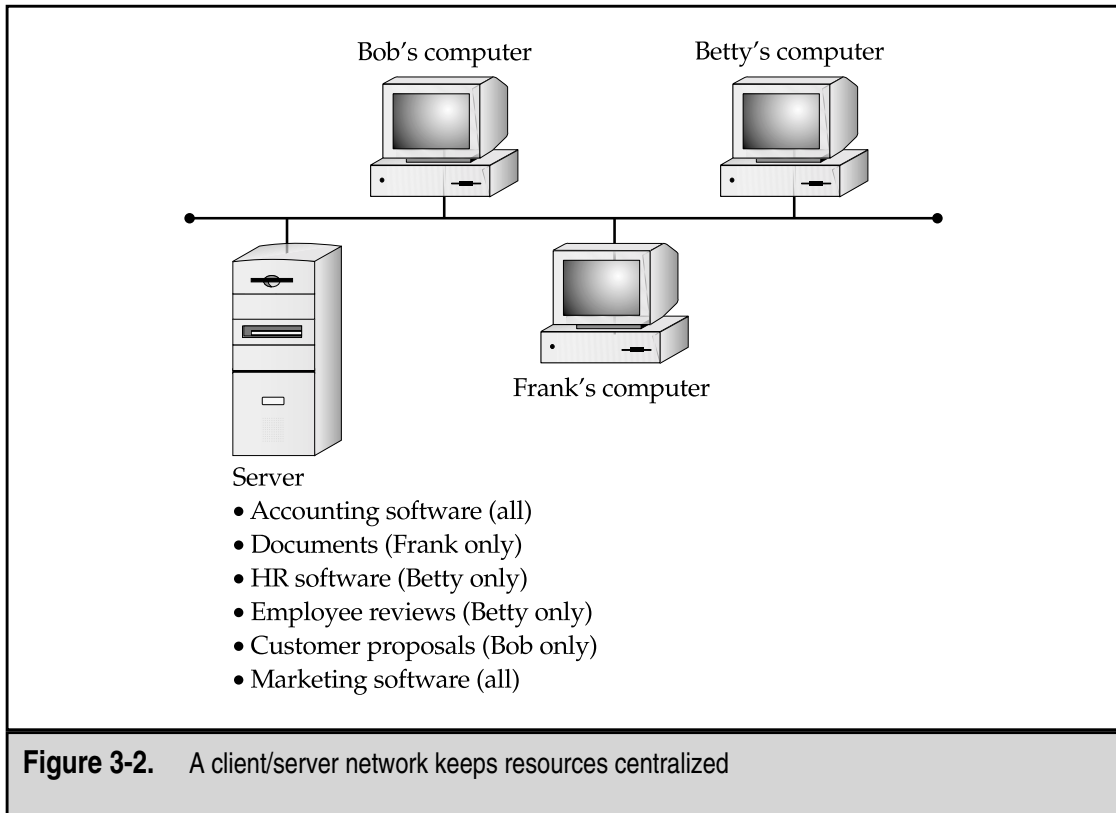 Bob's computer
Betty's computer
Frank's computer
Server
• Accounting software (all)
• Documents (Frank only)
• HR software (Betty only)
• Employee reviews (Betty only)
• Customer proposals (Bob only)
• Marketing software (all)
Figure 3-2. A client/server network keeps resources centralized